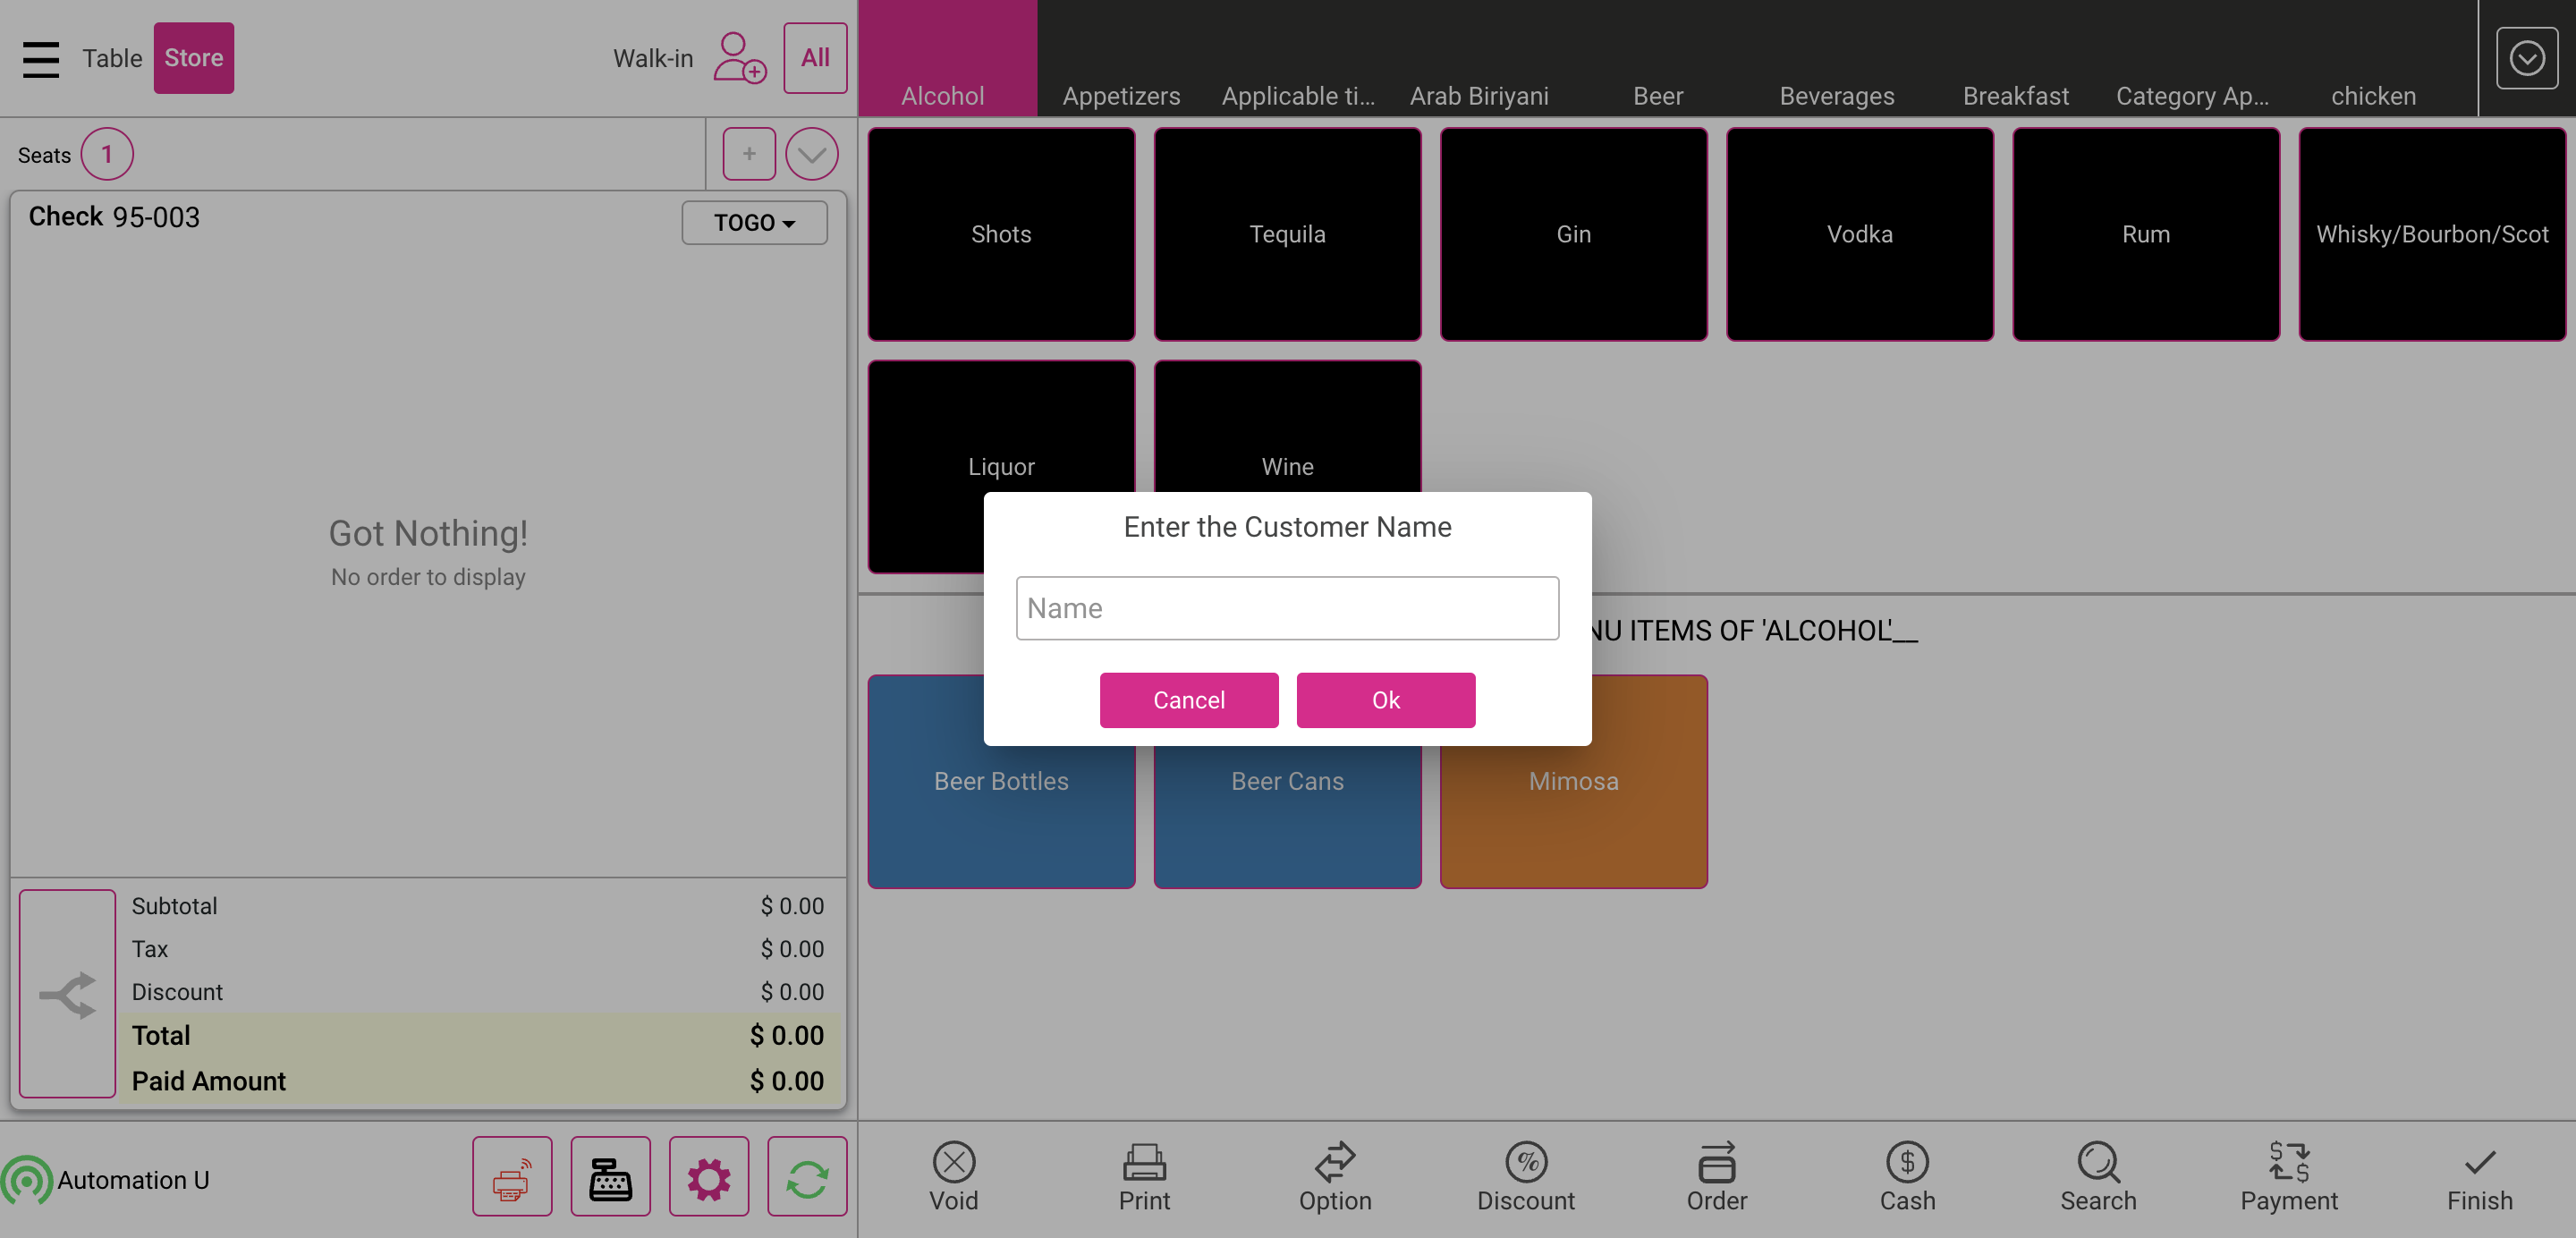 Table
Store
Walk-in
All
Alcohol
Appetizers
Applicable ti...
Arab Biriyani
Beer
Beverages
Breakfast
Category Ap...
chicken
Seats 1
+
Check 95-003
TOGO
Got Nothing!
No order to display
Shots
Tequila
Gin
Vodka
Rum
Whisky/Bourbon/Scot
Liquor
Wine
Enter the Customer Name
Name
Cancel
Ok
NU ITEMS OF 'ALCOHOL'__
Beer Bottles
Beer Cans
Mimosa
Subtotal $ 0.00
Tax $ 0.00
Discount $ 0.00
Total $ 0.00
Paid Amount $ 0.00
Automation U
Void
Print
Option
Discount
Order
Cash
Search
Payment
Finish